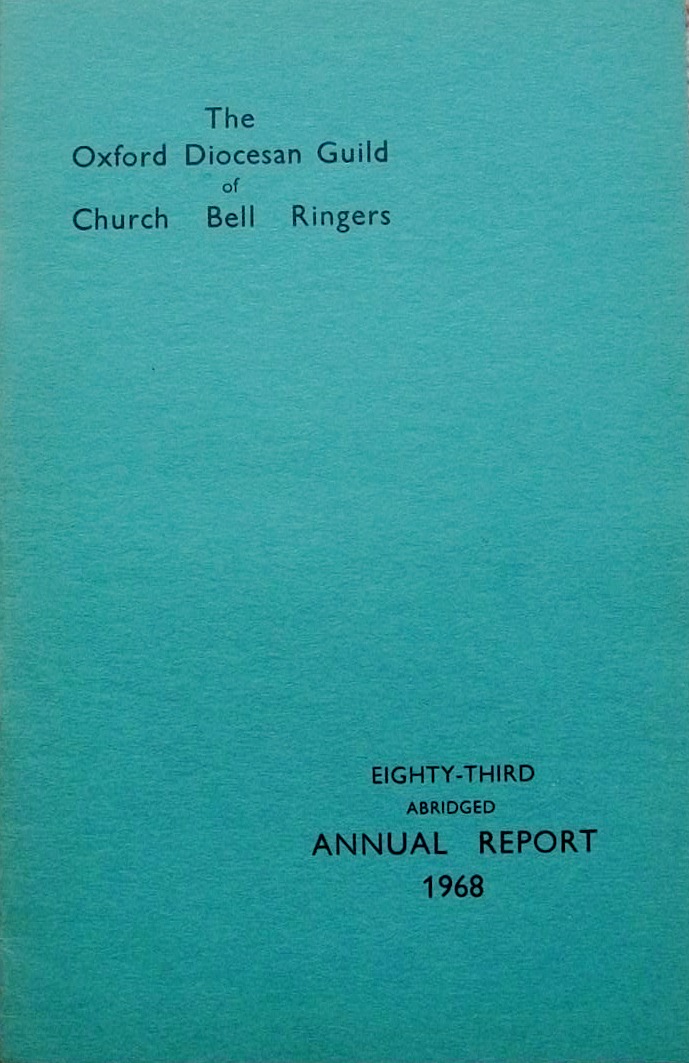 The
Oxford Diocesan Guild
of
Church Bell Ringers
EIGHTY-THIRD
ABRIDGED
ANNUAL REPORT
1968